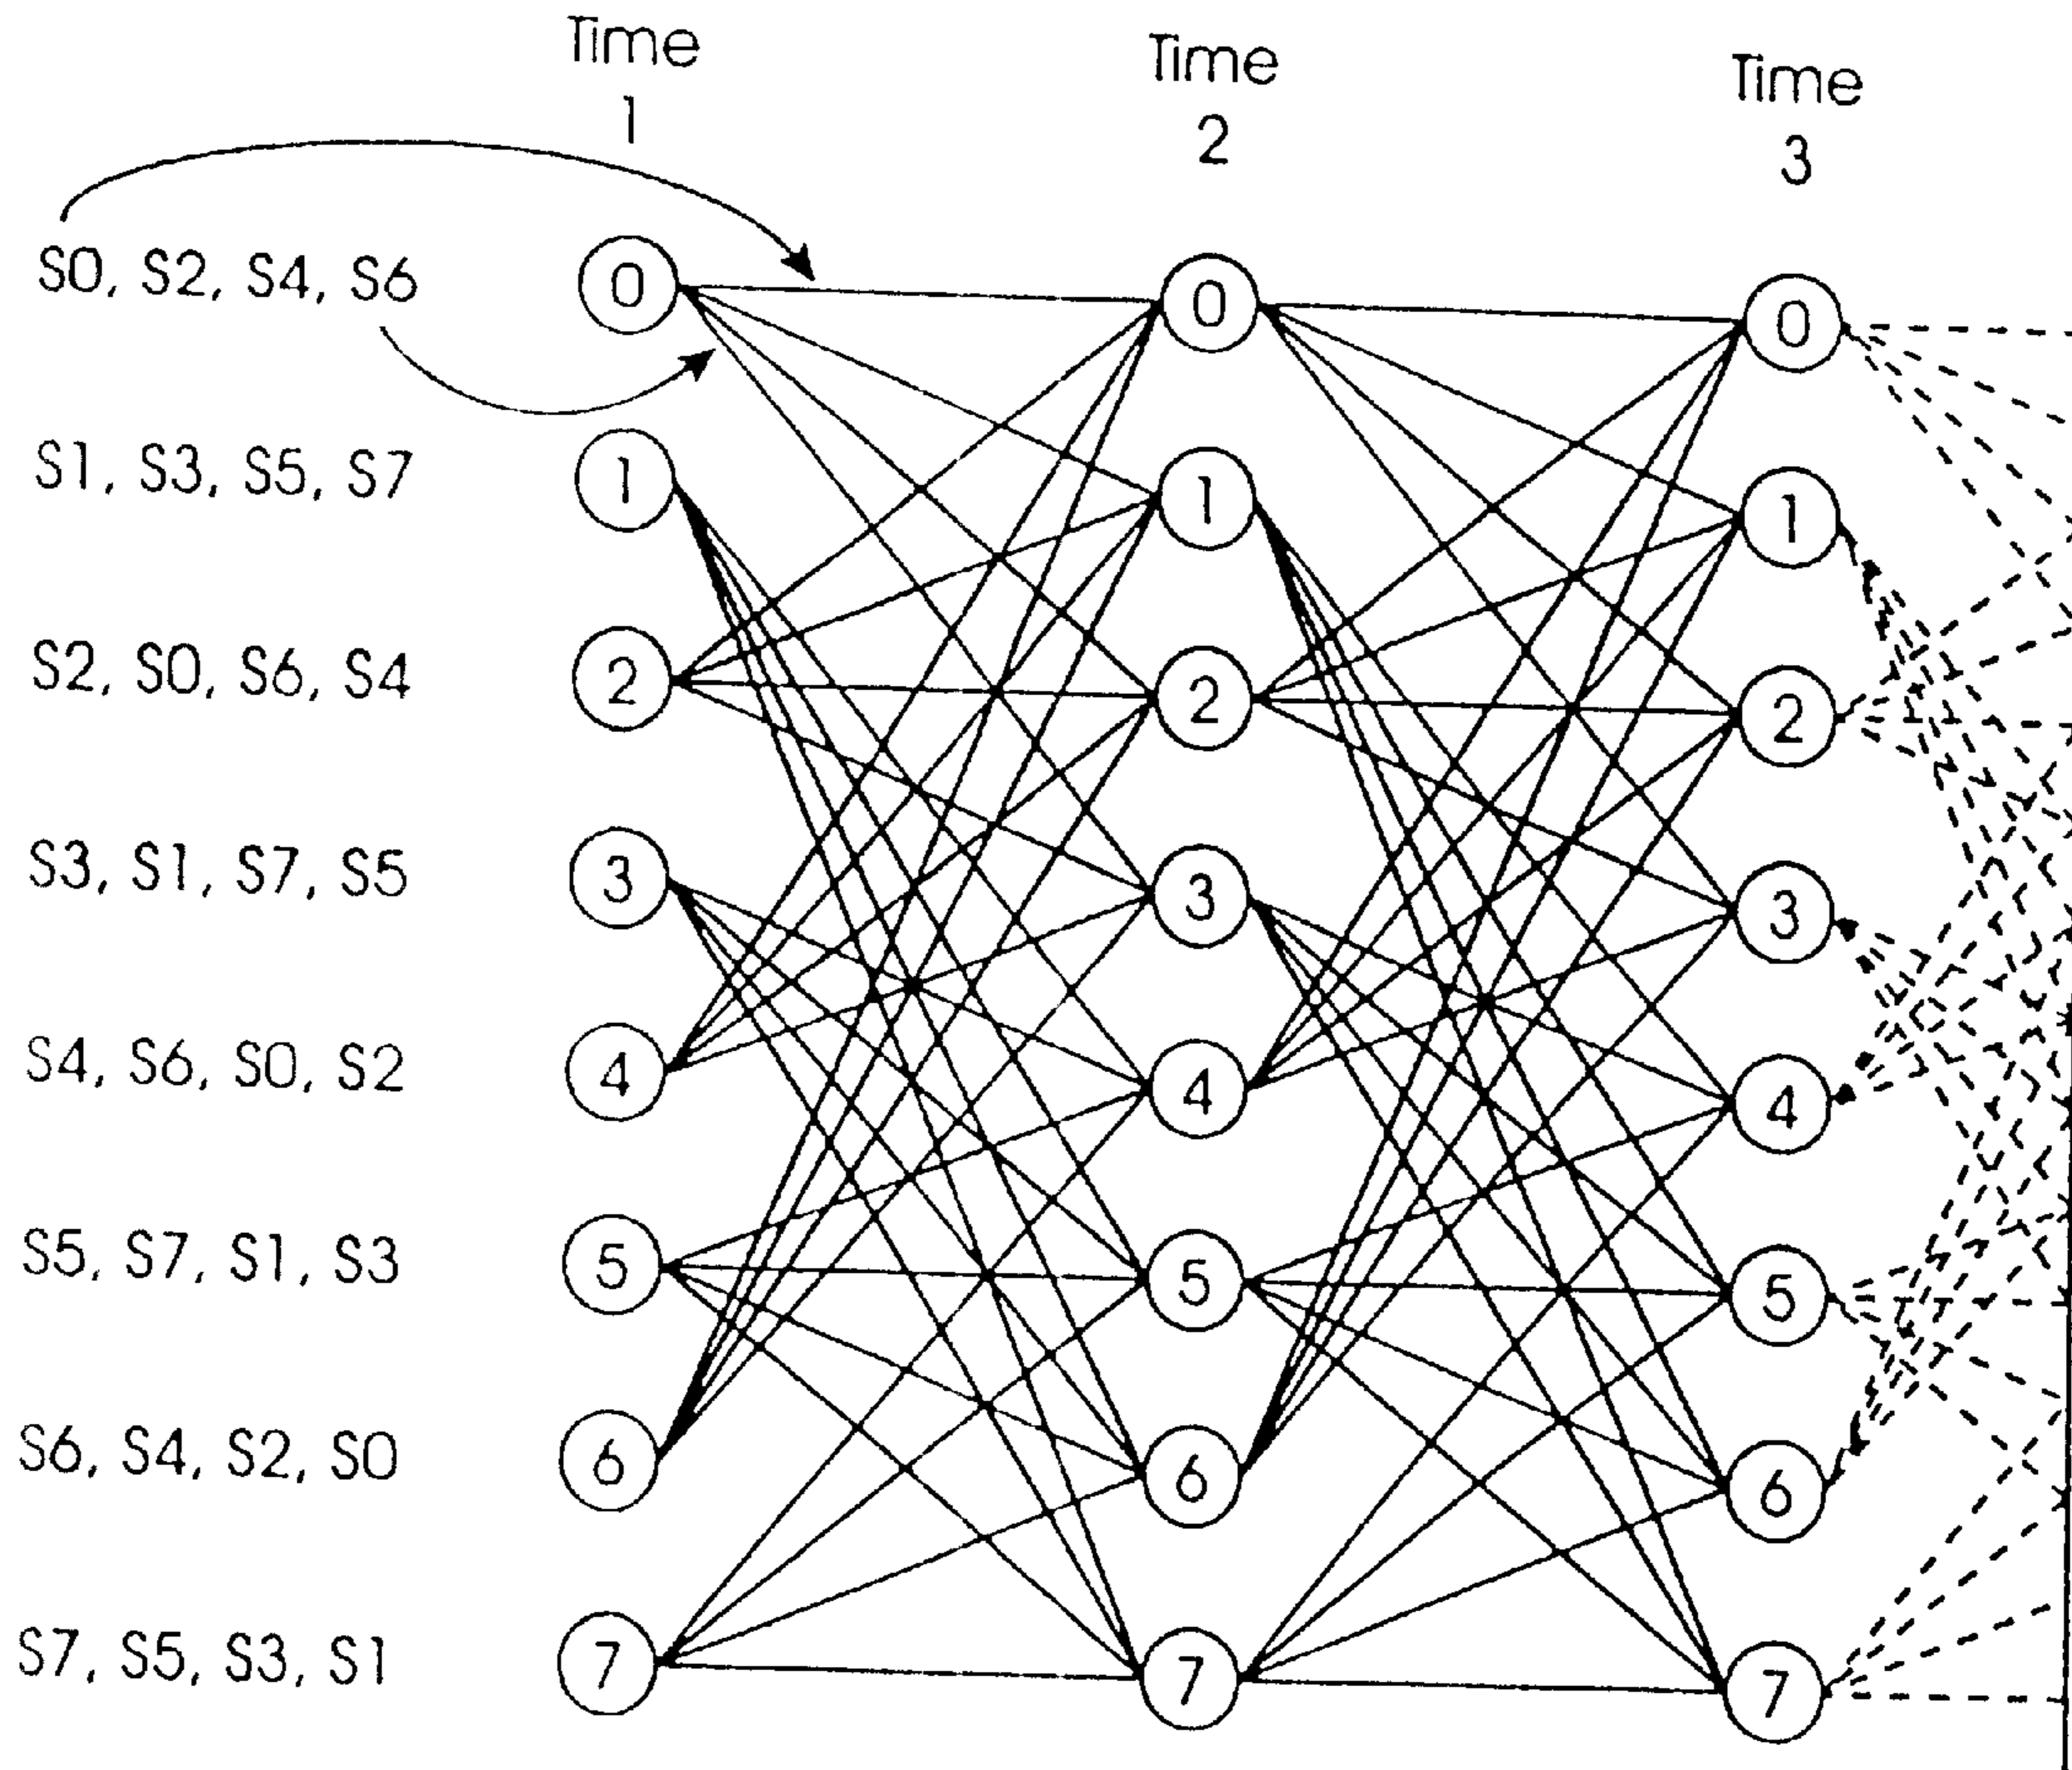 Time Time Time
1 2 3
S0, S2, S4, S6 0 0 0
S1, S3, S5, S7 1 1 1
S2, S0, S6, S4 2 2 2
S3, S1, S7, S5 3 3 3
S4, S6, S0, S2 4 4 4
S5, S7, S1, S3 5 5 5
S6, S4, S2, S0 6 6 6
S7, S5, S3, S1 7 7 7